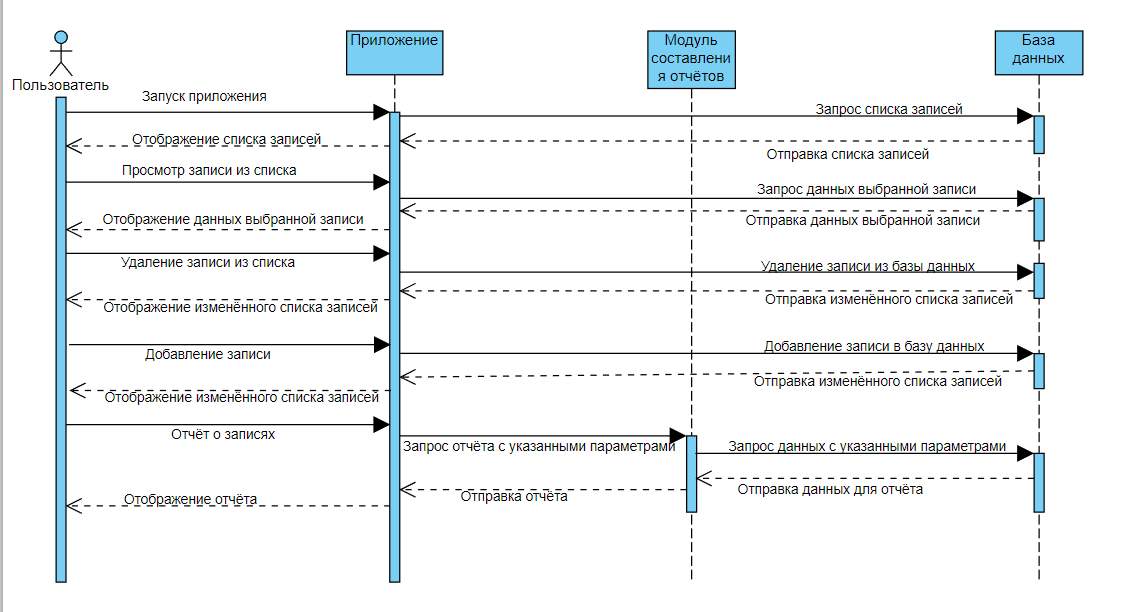 Пользователь
Приложение
Модуль
составлени
я отчётов
База
данных
Запуск приложения
Запрос списка записей
Отображение списка записей
Отправка списка записей
Просмотр записи из списка
Запрос данных выбранной записи
Отображение данных выбранной записи
Отправка данных выбранной записи
Удаление записи из списка
Удаление записи из базы данных
Отображение изменённого списка записей
Отправка изменённого списка записей
Добавление записи
Добавление записи в базу данных
Отправка изменённого списка записей
Отображение изменённого списка записей
Отчёт о записях
Запрос отчёта с указанными параметрами
Запрос данных с указанными параметрами
Отправка данных для отчёта
Отправка отчёта
Отображение отчёта